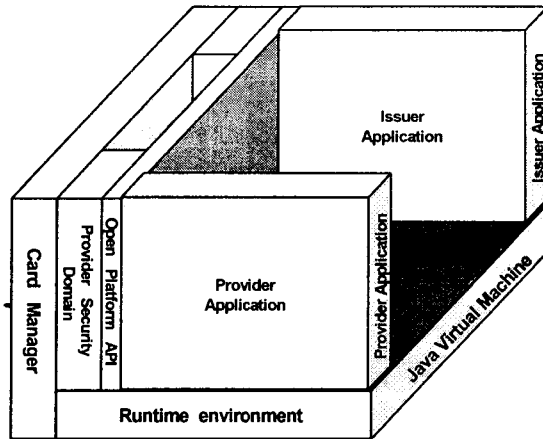 Issuer
Application
Issuer Application
Card Manager
Provider Security
Domain
Open Platform API
Provider
Application
Provider Application
Java Virtual Machine
Runtime environment